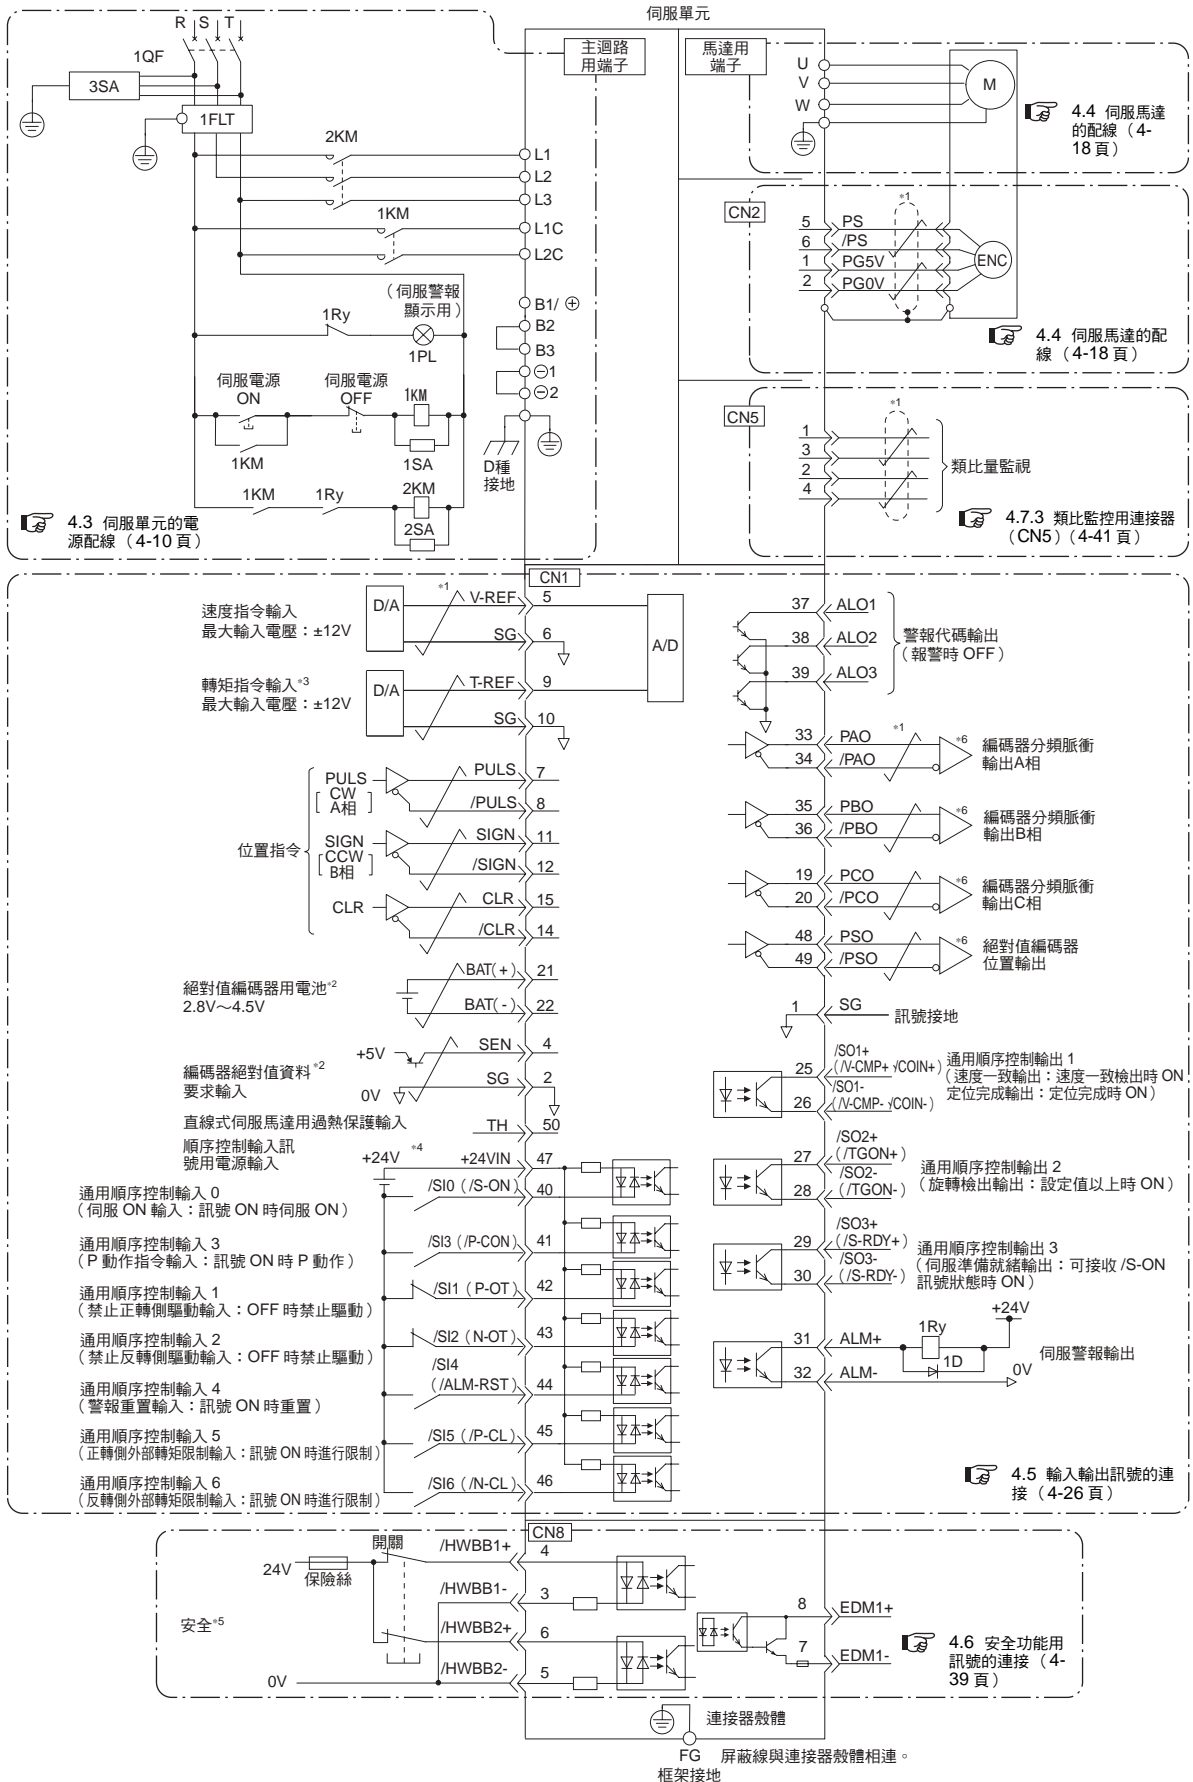 伺服單元
R S T
1QF
3SA
1FLT
主迴路
用端子
馬達用
端子
U
V
W
M
4.4 伺服馬達
的配線（4-
18 頁）
2KM
L1
L2
L3
1KM
L1C
L2C
（伺服警報
顯示用）
1Ry
1PL
B1/ ⊕
B2
B3
⊖1
⊖2
伺服電源
ON
伺服電源
OFF
1KM
1KM
1SA
D種
接地
1KM
1Ry
2KM
2SA
4.3 伺服單元的電
源配線（4-10 頁）
CN2
*1
5 PS
6 /PS
1 PG5V
2 PG0V
ENC
4.4 伺服馬達的配
線（4-18 頁）
CN5
*1
1
3
2
4
類比量監視
4.7.3 類比監控用連接器
(CN5)（4-41 頁）
CN1
速度指令輸入
最大輸入電壓：±12V
D/A
*1
V-REF 5
SG 6
A/D
轉矩指令輸入*3
最大輸入電壓：±12V
D/A
T-REF 9
SG 10
位置指令
PULS
CW
A相
PULS 7
/PULS 8
SIGN
CCW
B相
SIGN 11
/SIGN 12
CLR
CLR 15
/CLR 14
絕對值編碼器用電池*2
2.8V～4.5V
BAT(+) 21
BAT(-) 22
編碼器絕對值資料*2
要求輸入
+5V
SEN 4
0V
SG 2
直線式伺服馬達用過熱保護輸入
TH 50
順序控制輸入訊
號用電源輸入
+24V
*4
+24VIN 47
通用順序控制輸入 0
（伺服 ON 輸入：訊號 ON 時伺服 ON）
/SI0（/S-ON） 40
通用順序控制輸入 3
（P 動作指令輸入：訊號 ON 時 P 動作）
/SI3（/P-CON） 41
通用順序控制輸入 1
（禁止正轉側驅動輸入：OFF 時禁止驅動）
/SI1（P-OT） 42
通用順序控制輸入 2
（禁止反轉側驅動輸入：OFF 時禁止驅動）
/SI2（N-OT） 43
通用順序控制輸入 4
（警報重置輸入：訊號 ON 時重置）
/SI4
（/ALM-RST） 44
通用順序控制輸入 5
（正轉側外部轉矩限制輸入：訊號 ON 時進行限制）
/SI5（/P-CL） 45
通用順序控制輸入 6
（反轉側外部轉矩限制輸入：訊號 ON 時進行限制）
/SI6（/N-CL） 46
37 ALO1
38 ALO2
39 ALO3
警報代碼輸出
（報警時 OFF）
33 PAO
34 /PAO
*1
*6
編碼器分頻脈衝
輸出A相
35 PBO
36 /PBO
*6
編碼器分頻脈衝
輸出B相
19 PCO
20 /PCO
*6
編碼器分頻脈衝
輸出C相
48 PSO
49 /PSO
*6
絕對值編碼器
位置輸出
1 SG
訊號接地
25
/SO1+
(/V-CMP+ √COIN+)
/SO1-
26
(/V-CMP- √COIN-)
通用順序控制輸出 1
（速度一致輸出：速度一致檢出時 ON
定位完成輸出：定位完成時 ON）
27
/SO2+
（/TGON+）
/SO2-
28
（/TGON-）
通用順序控制輸出 2
（旋轉檢出輸出：設定值以上時 ON）
29
/SO3+
（/S-RDY+）
/SO3-
30
（/S-RDY-）
通用順序控制輸出 3
（伺服準備就緒輸出：可接收 /S-ON
訊號狀態時 ON）
+24V
31 ALM+
1Ry
1D
32 ALM-
0V
伺服警報輸出
4.5 輸入輸出訊號的連
接（4-26 頁）
CN8
安全*5
24V
保險絲
開關
/HWBB1+ 4
/HWBB1- 3
/HWBB2+ 6
/HWBB2- 5
0V
8 EDM1+
7 EDM1-
4.6 安全功能用
訊號的連接（4-
39 頁）
連接器殼體
FG
框架接地
屏蔽線與連接器殼體相連。